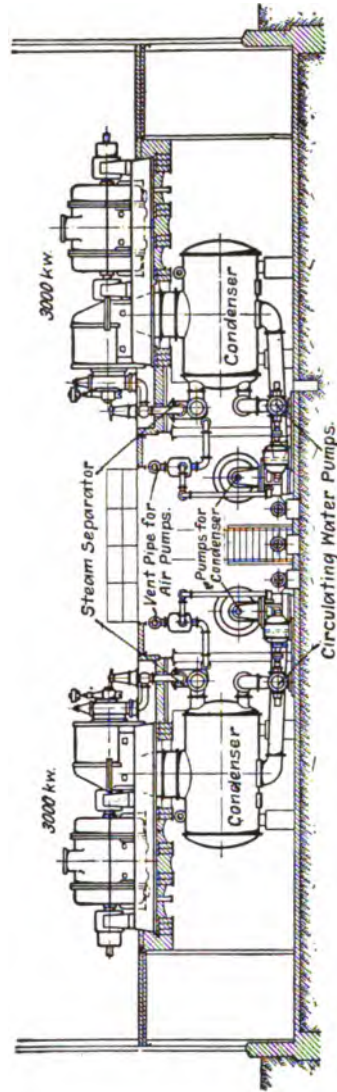 3000 kw.
3000 kw.
Steam Separator
Vent Pipe for
Air Pumps.
Pumps for
Condenser
Condenser
Condenser
Circulating Water Pumps.